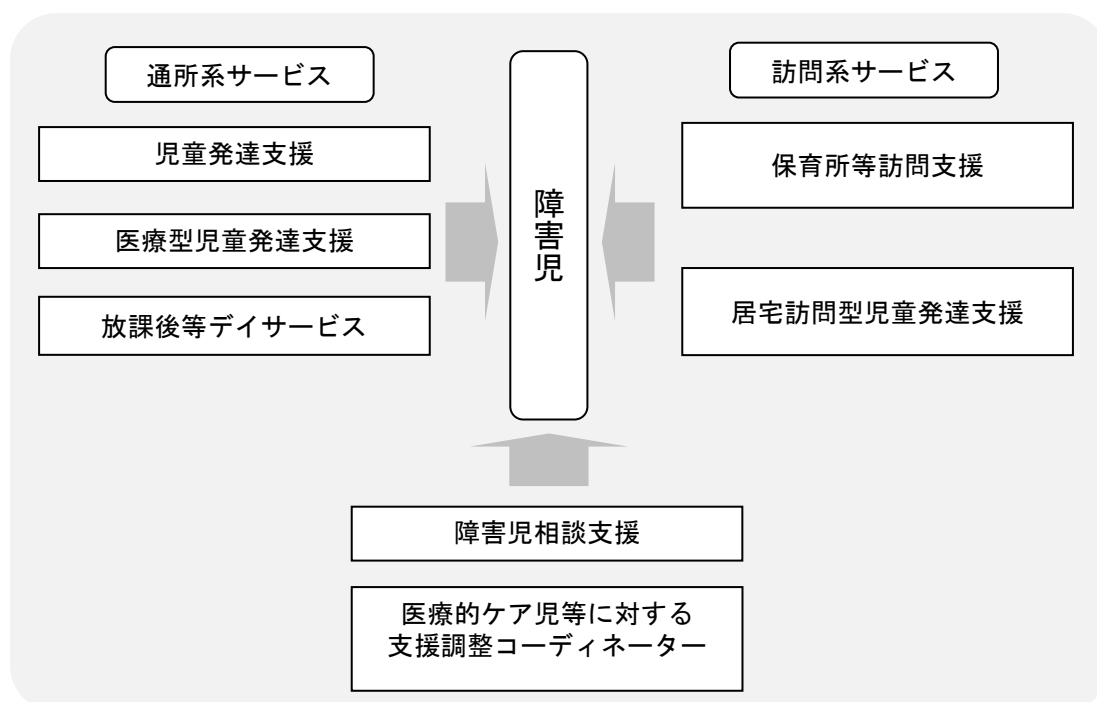 通所系サービス
児童発達支援
医療型児童発達支援
放課後等デイサービス
障害児
訪問系サービス
保育所等訪問支援
居宅訪問型児童発達支援
障害児相談支援
医療的ケア児等に対する
支援調整コーディネーター